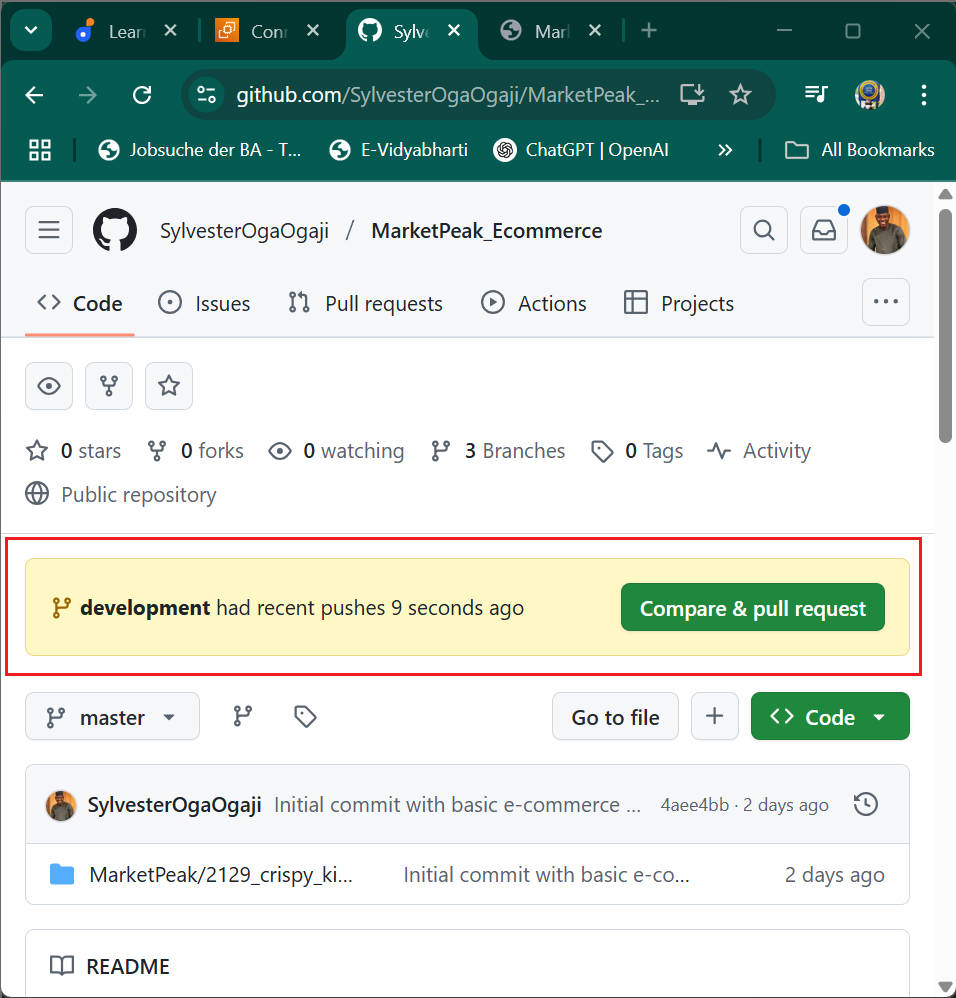 Learn
Conn
Sylve
Mark
github.com/SylvesterOgaOgaji/MarketPeak_...
Jobsuche der BA - T...
E-Vidyabharti
ChatGPT | OpenAI
All Bookmarks
SylvesterOgaOgaji / MarketPeak_Ecommerce
Code Issues Pull requests Actions Projects
0 stars 0 forks 0 watching 3 Branches 0 Tags Activity
Public repository
development had recent pushes 9 seconds ago
Compare & pull request
master
Go to file
Code
SylvesterOgaOgaji Initial commit with basic e-commerce ... 4aee4bb · 2 days ago
MarketPeak/2129_crispy_ki... Initial commit with basic e-co... 2 days ago
README